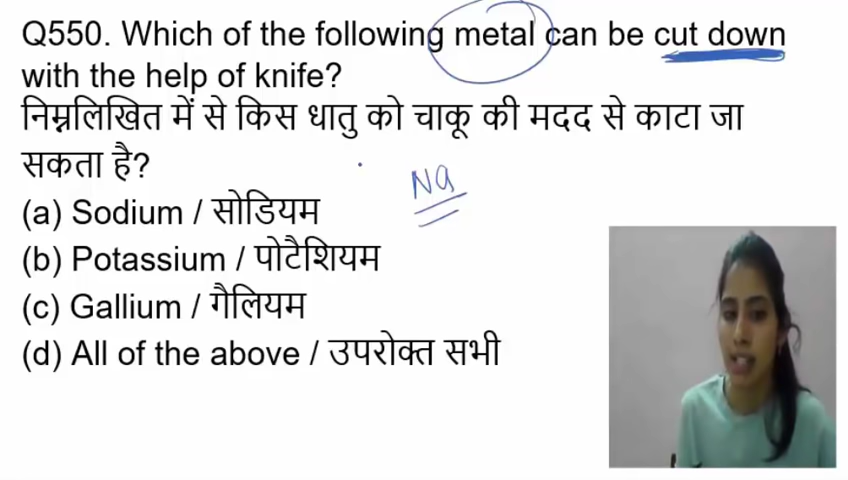 Q550. Which of the following metal can be cut down
with the help of knife?
निम्नलिखित में से किस धातु को चाकू की मदद से काटा जा
सकता है?
Na
(a) Sodium / सोडियम
(b) Potassium / पोटैशियम
(c) Gallium / गैलियम
(d) All of the above / उपरोक्त सभी